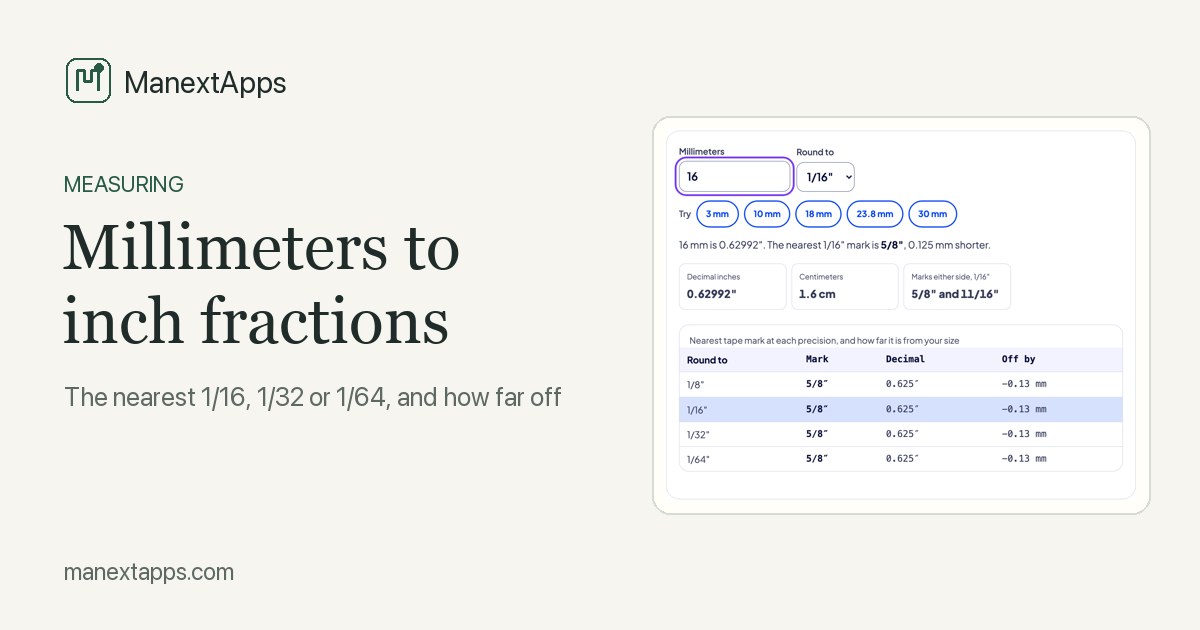 ManextApps
MEASURING
Millimeters to
inch fractions
The nearest 1/16, 1/32 or 1/64, and how far off
manextapps.com
Millimeters
Round to
16
1/16"
Try
3 mm
10 mm
18 mm
23.8 mm
30 mm
16 mm is 0.62992". The nearest 1/16" mark is 5/8", 0.125 mm shorter.
Decimal inches
Centimeters
Marks either side, 1/16"
0.62992"
1.6 cm
5/8" and 11/16"
Nearest tape mark at each precision, and how far it is from your size
Round to Mark Decimal Off by
1/8" 5/8″ 0.625″ −0.13 mm
1/16" 5/8″ 0.625″ −0.13 mm
1/32" 5/8″ 0.625″ −0.13 mm
1/64" 5/8″ 0.625″ −0.13 mm